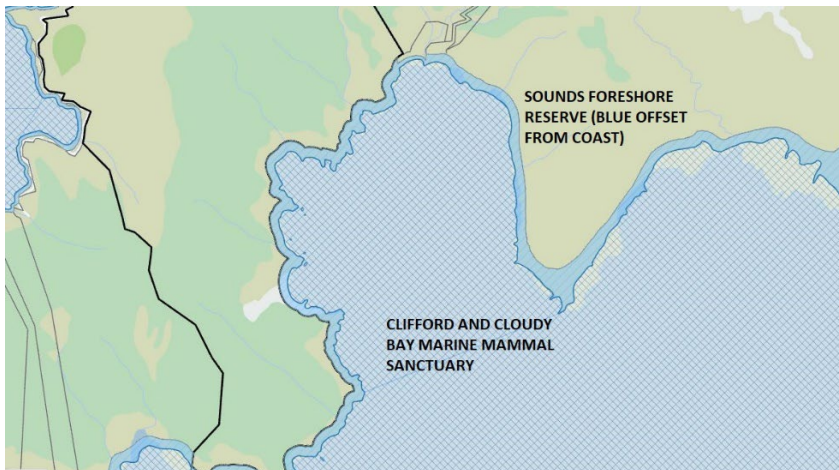 SOUNDS FORESHORE
RESERVE (BLUE OFFSET
FROM COAST)
CLIFFORD AND CLOUDY
BAY MARINE MAMMAL
SANCTUARY